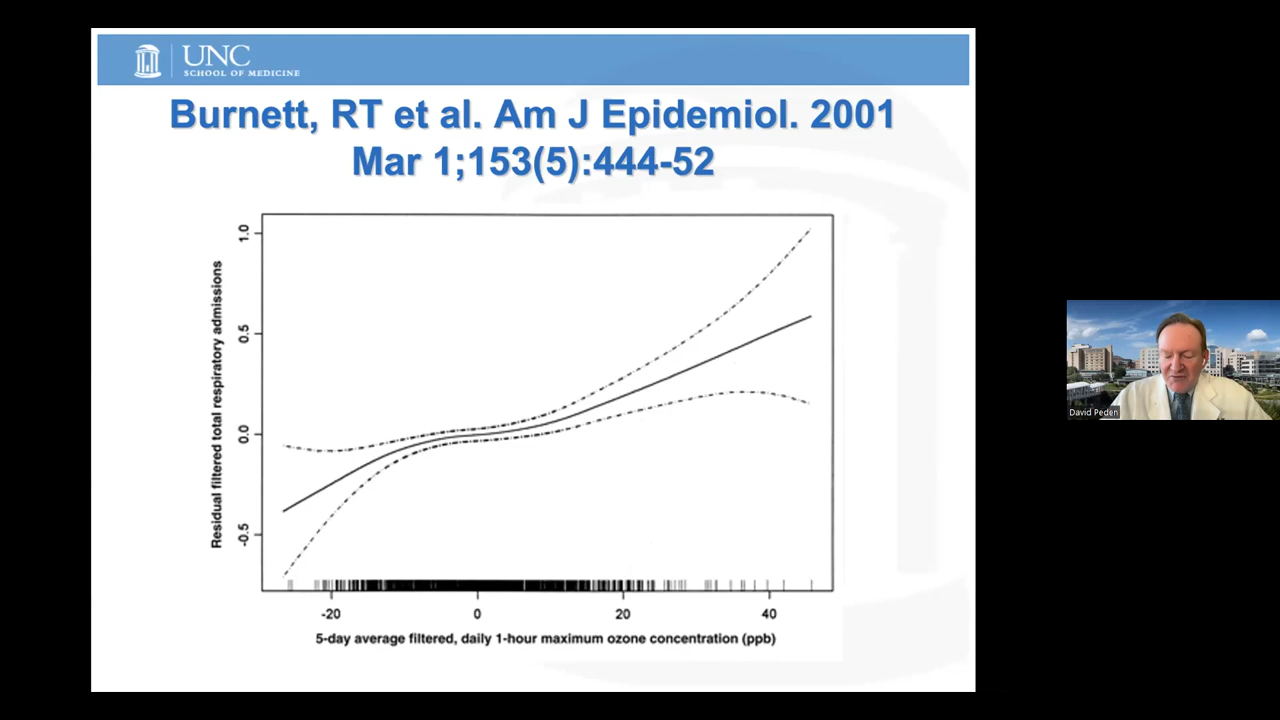 UNC
SCHOOL OF MEDICINE
Burnett, RT et al. Am J Epidemiol. 2001
Mar 1;153(5):444-52
Residual filtered total respiratory admissions
1.0
0.5
0.0
-0.5
-20 0 20 40
5-day average filtered, daily 1-hour maximum ozone concentration (ppb)
David Peden